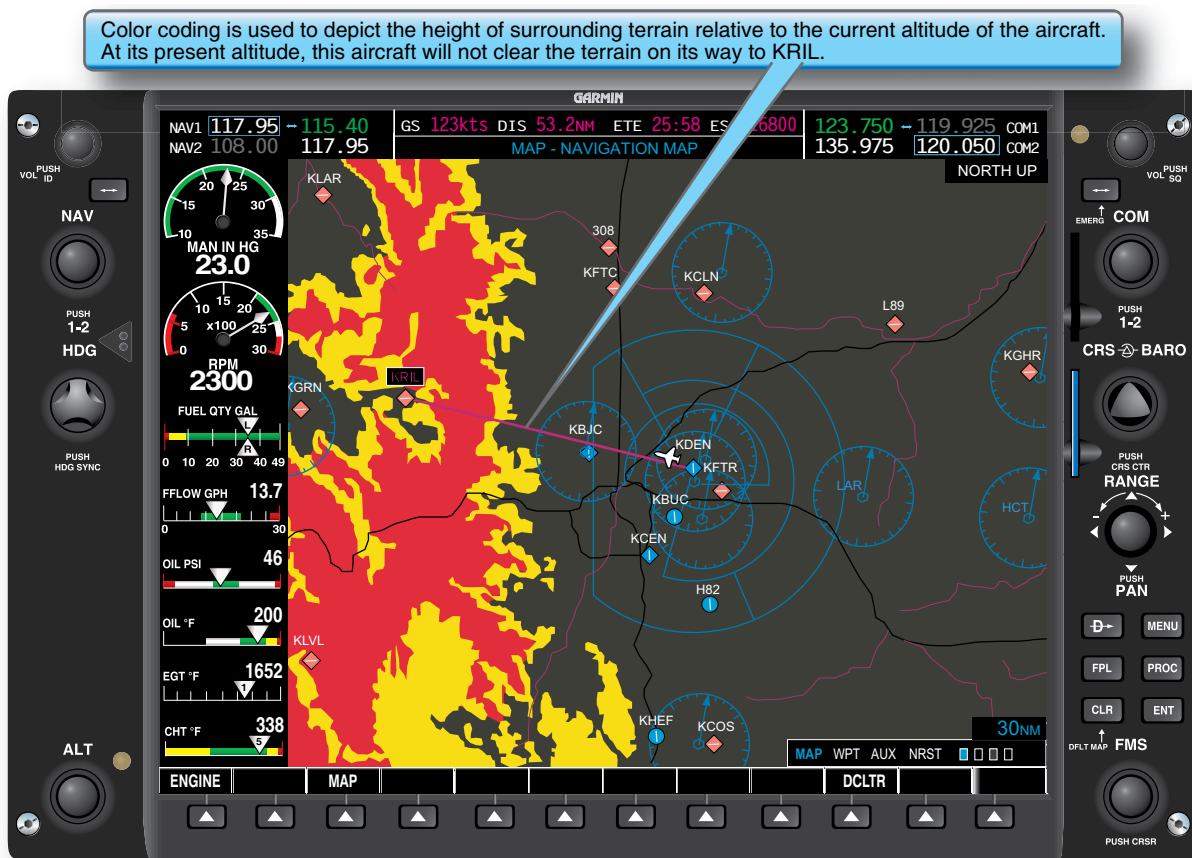 Color coding is used to depict the height of surrounding terrain relative to the current altitude of the aircraft.
At its present altitude, this aircraft will not clear the terrain on its way to KRIL.
GARMIN
NAV1 117.95 ↔ 115.40
NAV2 108.00 117.95
GS 123kts DIS 53.2NM ETE 25:58 ES 6800
MAP - NAVIGATION MAP
123.750 ↔ 119.925 COM1
135.975 120.050 COM2
NORTH UP
VOL PUSH ID
NAV
PUSH
1-2
HDG
PUSH
HDG SYNC
ALT
20 25
15 30
10 35
MAN IN HG
23.0
10 15 20
5 x100 25
0 30
RPM
2300
FUEL QTY GAL
L
R
0 10 20 30 40 49
FFLOW GPH 13.7
0 30
OIL PSI 46
OIL °F 200
EGT °F 1652
1
CHT °F 338
5
KLAR
308
KFTC
KCLN
L89
KGHR
KRIL
KGRN
KBJC
KDEN
KFTR
KBUC
LAR
HCT
KCEN
H82
KLVL
KHEF
KCOS
30NM
MAP WPT AUX NRST
ENGINE MAP DCLTR
VOL PUSH SQ
EMERG COM
PUSH
1-2
CRS BARO
PUSH
CRS CTR
RANGE
- +
PUSH
PAN
D MENU
FPL PROC
CLR ENT
DFLT MAP FMS
PUSH CRSR